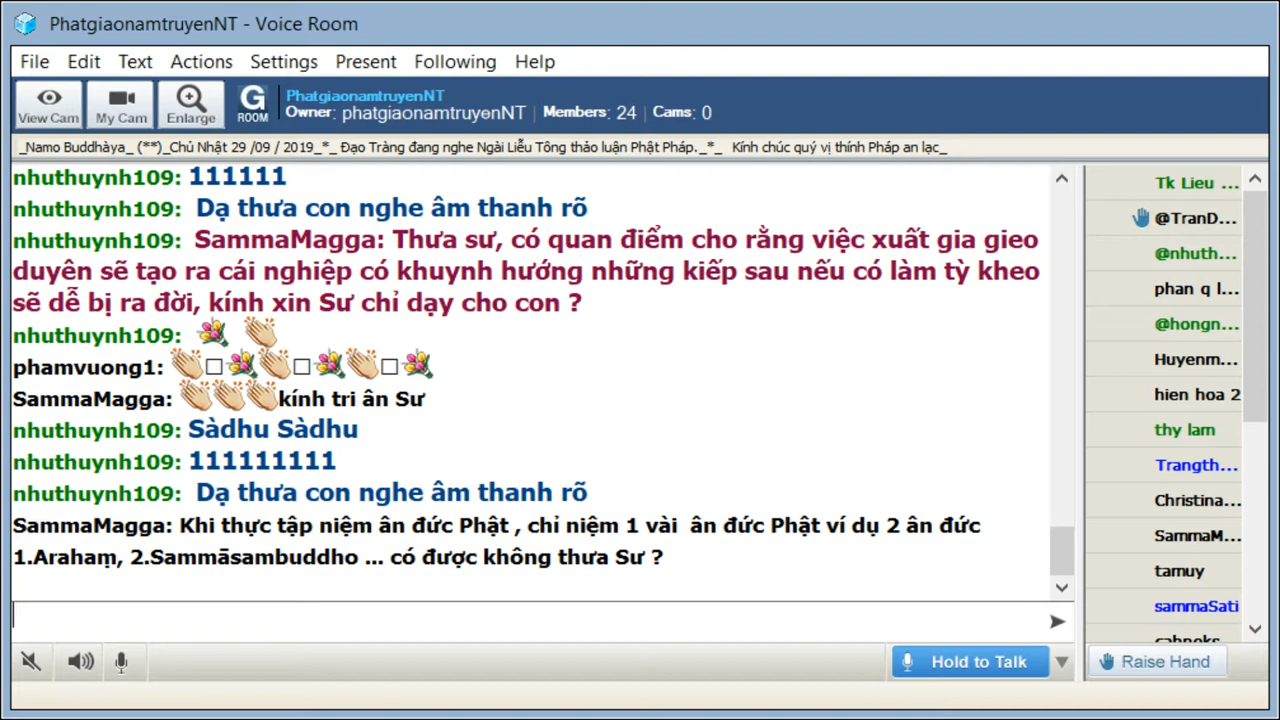 PhatgiaonamtruyenNT - Voice Room
File Edit Text Actions Settings Present Following Help
View Cam My Cam Enlarge G ROOM
PhatgiaonamtruyenNT
Owner: phatgiaonamtruyenNT | Members: 24 | Cams: 0
_Namo Buddhàya_ (**)_Chủ Nhật 29 /09 / 2019_*_ Đạo Tràng đang nghe Ngài Liễu Tông thảo luận Phật Pháp._*_ Kính chúc quý vị thính Pháp an lạc_
nhuthuynh109: 111111
nhuthuynh109: Dạ thưa con nghe âm thanh rõ
nhuthuynh109: SammaMagga: Thưa sư, có quan điểm cho rằng việc xuất gia gieo
duyên sẽ tạo ra cái nghiệp có khuynh hướng những kiếp sau nếu có làm tỳ kheo
sẽ dễ bị ra đời, kính xin Sư chỉ dạy cho con ?
nhuthuynh109:
phamvuong1:
SammaMagga: kính tri ân Sư
nhuthuynh109: Sàdhu Sàdhu
nhuthuynh109: 111111111
nhuthuynh109: Dạ thưa con nghe âm thanh rõ
SammaMagga: Khi thực tập niệm ân đức Phật , chỉ niệm 1 vài ân đức Phật ví dụ 2 ân đức
1.Arahaṃ, 2.Sammāsambuddho ... có được không thưa Sư ?
Tk Lieu ...
@TranD...
@nhuth...
phan q l...
@hongn...
Huyenm...
hien hoa 2
thy lam
Trangth...
Christina...
SammaM...
tamuy
sammaSati
Hold to Talk
Raise Hand